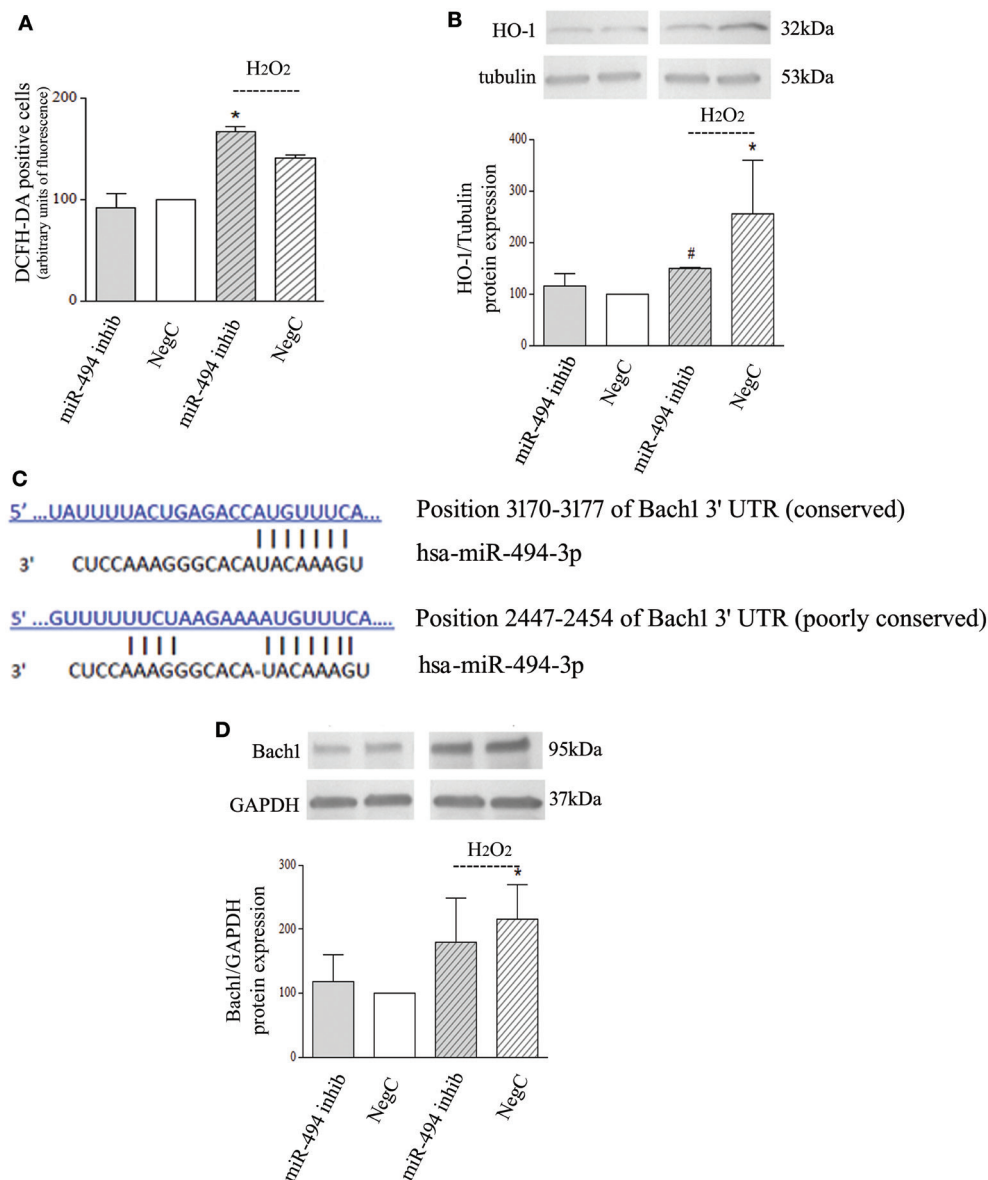 A
H2O2
DCFH-DA positive cells
(arbitrary units of fluorescence)
200
100
0
*
miR-494 inhib
NegC
miR-494 inhib
NegC
B
HO-1
32kDa
tubulin
53kDa
H2O2
HO-1/Tubulin
protein expression
400
300
200
100
0
#
*
miR-494 inhib
NegC
miR-494 inhib
NegC
C
5' ...UAUUUUACUGAGACCAUGUUUCA... Position 3170-3177 of Bach1 3' UTR (conserved)
3' CUCCAAAGGGCACAUACAAAGU hsa-miR-494-3p
5' ...GUUUUUUCUAAGAAAAUGUUUCA.... Position 2447-2454 of Bach1 3' UTR (poorly conserved)
3' CUCCAAAGGGCACA-UACAAAGU hsa-miR-494-3p
D
Bach1
95kDa
GAPDH
37kDa
H2O2
Bach1/GAPDH
protein expression
300
200
100
0
*
miR-494 inhib
NegC
miR-494 inhib
NegC